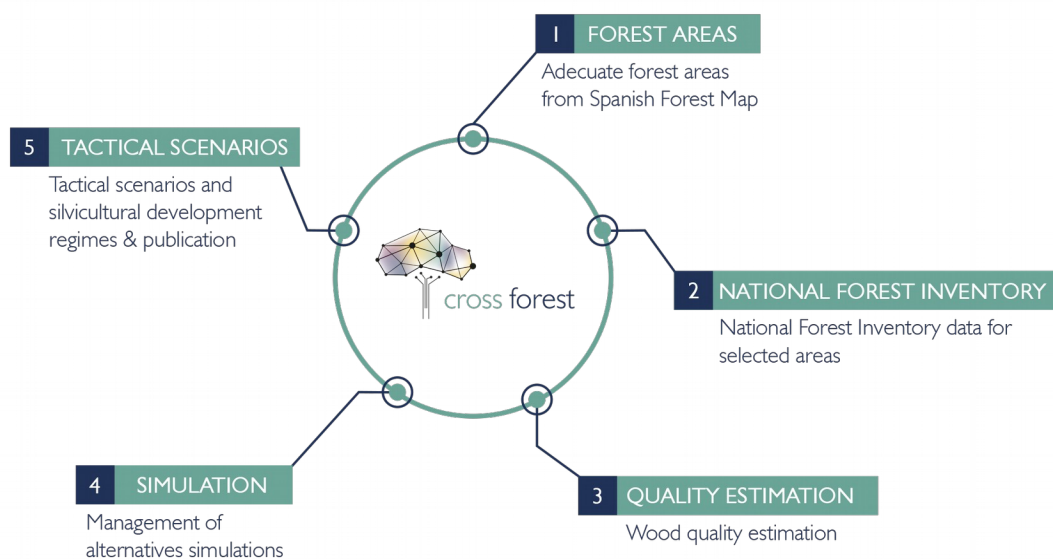 1 FOREST AREAS
Adequate forest areas
from Spanish Forest Map
2 NATIONAL FOREST INVENTORY
National Forest Inventory data for
selected areas
3 QUALITY ESTIMATION
Wood quality estimation
4 SIMULATION
Management of
alternatives simulations
5 TACTICAL SCENARIOS
Tactical scenarios and
silvicultural development
regimes & publication
cross forest